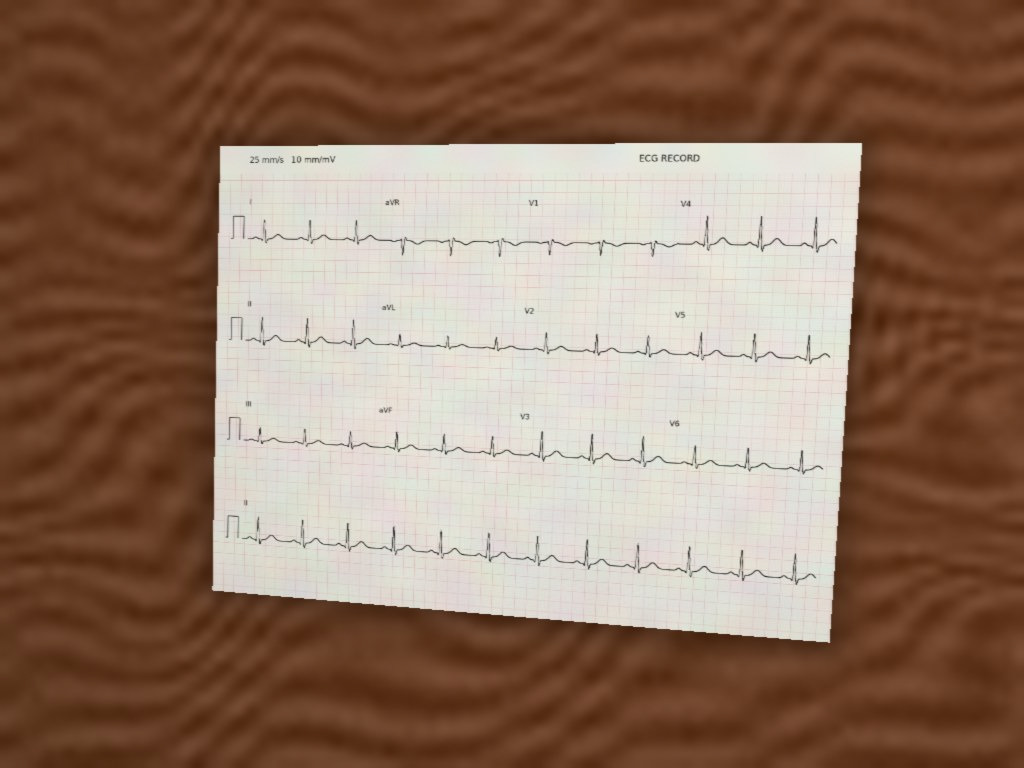 25 mm/s 10 mm/mV
ECG RECORD
I aVR V1 V4
II aVL V2 V5
III aVF V3 V6
II